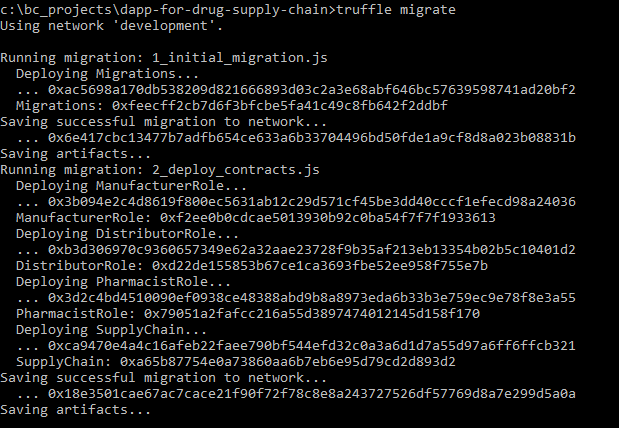 c:\bc_projects\dapp-for-drug-supply-chain>truffle migrate
Using network 'development'.
Running migration: 1_initial_migration.js
Deploying Migrations...
... 0xac5698a170db538209d821666893d03c2a3e68abf646bc57639598741ad20bf2
Migrations: 0xfeecff2cb7d6f3bfcbe5fa41c49c8fb642f2ddbf
Saving successful migration to network...
... 0x6e417cbc13477b7adfb654ce633a6b33704496bd50fde1a9cf8d8a023b08831b
Saving artifacts...
Running migration: 2_deploy_contracts.js
Deploying ManufacturerRole...
... 0x3b094e2c4d8619f800ec5631ab12c29d571cf45be3dd40cccf1efecd98a24036
ManufacturerRole: 0xf2ee0b0cdcae5013930b92c0ba54f7f7f1933613
Deploying DistributorRole...
... 0xb3d306970c9360657349e62a32aae23728f9b35af213eb13354b02b5c10401d2
DistributorRole: 0xd22de155853b67ce1ca3693fbe52ee958f755e7b
Deploying PharmacistRole...
... 0x3d2c4bd4510090ef0938ce48388abd9b8a8973eda6b33b3e759ec9e78f8e3a55
PharmacistRole: 0x79051a2fafcc216a55d3897474012145d158f170
Deploying SupplyChain...
... 0xca9470e4a4c16afeb22faee790bf544efd32c0a3a6d1d7a55d97a6ff6ffcb321
SupplyChain: 0xa65b87754e0a73860aa6b7eb6e95d79cd2d893d2
Saving successful migration to network...
... 0x18e3501cae67ac7cace21f90f72f78c8e8a243727526df57769d8a7e299d5a0a
Saving artifacts...